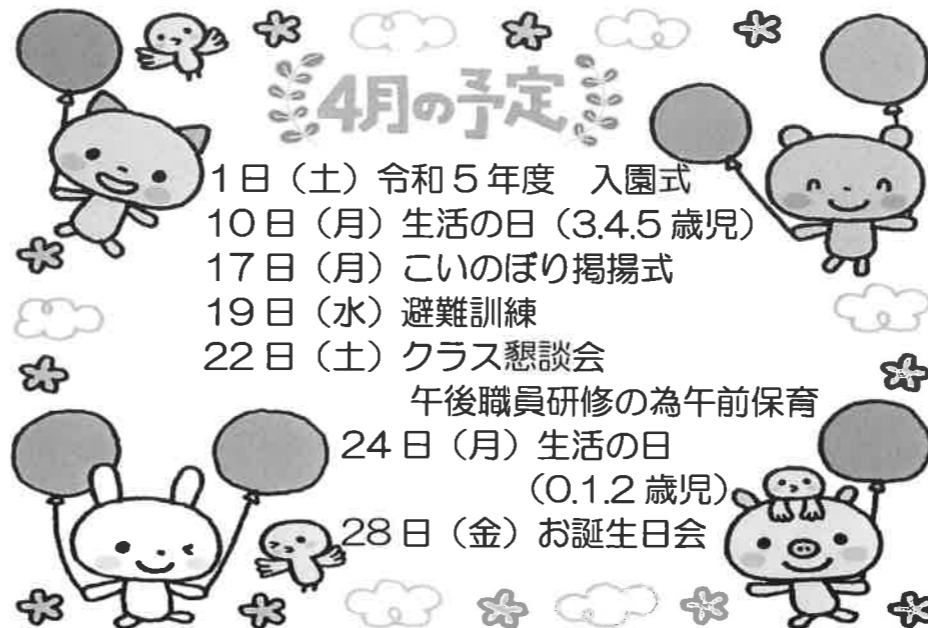 4月の予定
1日（土）令和5年度　入園式
10日（月）生活の日（3.4.5歳児）
17日（月）こいのぼり掲揚式
19日（水）避難訓練
22日（土）クラス懇談会
午後職員研修の為午前保育
24日（月）生活の日
（0.1.2歳児）
28日（金）お誕生日会